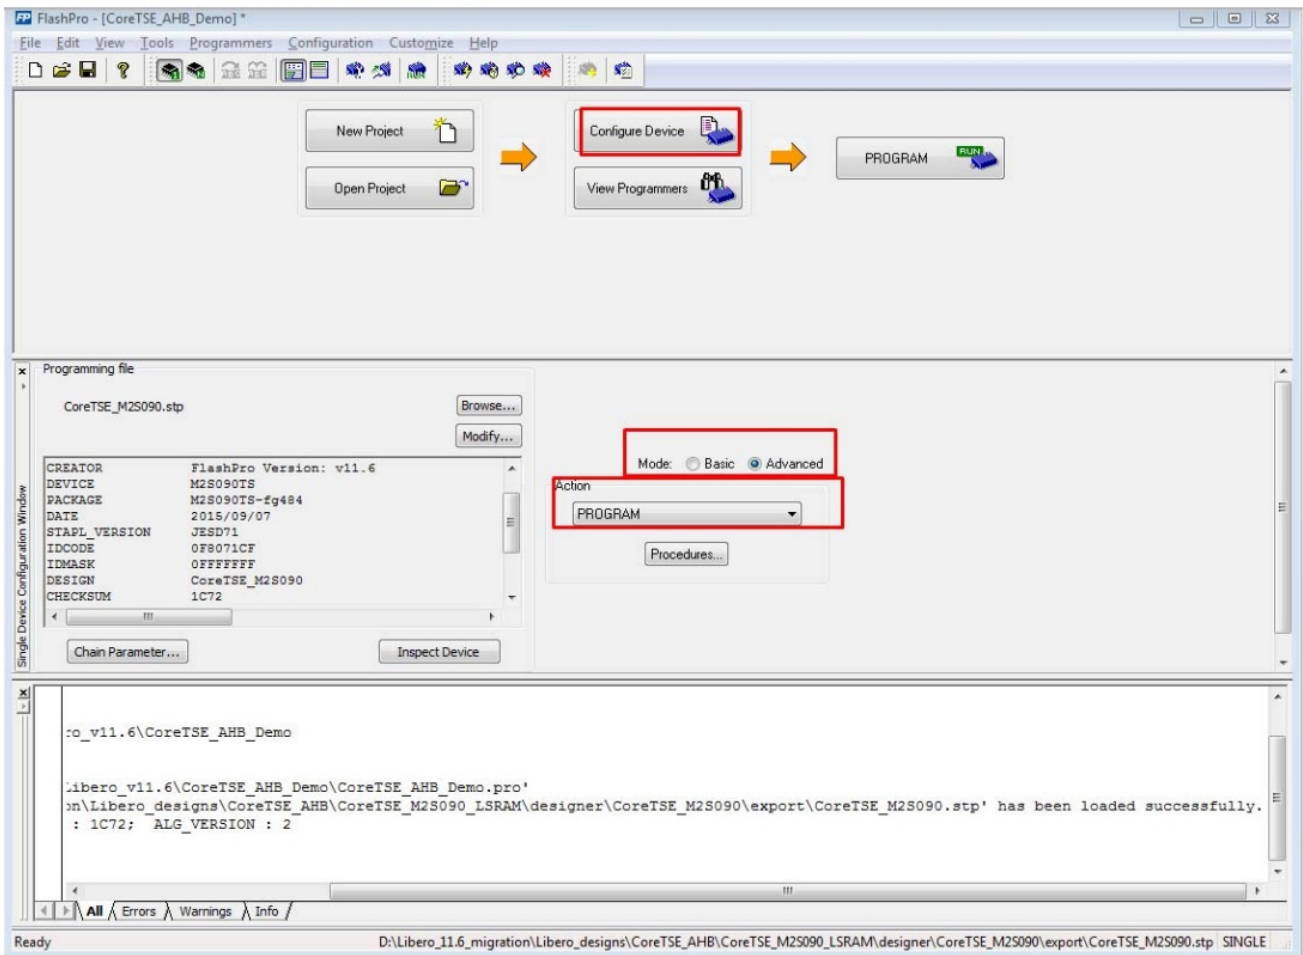 FlashPro - [CoreTSE_AHB_Demo] *
File Edit View Tools Programmers Configuration Customize Help
New Project
Configure Device
PROGRAM
RUN
Open Project
View Programmers
Programming file
CoreTSE_M2S090.stp
Browse...
Modify...
CREATOR FlashPro Version: v11.6
DEVICE M2S090TS
PACKAGE M2S090TS-fg484
DATE 2015/09/07
STAPL_VERSION JESD71
IDCODE 0F8071CF
IDMASK 0FFFFFFF
DESIGN CoreTSE_M2S090
CHECKSUM 1C72
Chain Parameter...
Inspect Device
Mode: Basic Advanced
Action
PROGRAM
Procedures...
Single Device Configuration Window
ro_v11.6\CoreTSE_AHB_Demo
Libero_v11.6\CoreTSE_AHB_Demo\CoreTSE_AHB_Demo.pro'
on\Libero_designs\CoreTSE_AHB\CoreTSE_M2S090_LSRAM\designer\CoreTSE_M2S090\export\CoreTSE_M2S090.stp' has been loaded successfully.
: 1C72; ALG_VERSION : 2
All Errors Warnings Info
Ready
D:\Libero_11.6_migration\Libero_designs\CoreTSE_AHB\CoreTSE_M2S090_LSRAM\designer\CoreTSE_M2S090\export\CoreTSE_M2S090.stp SINGLE